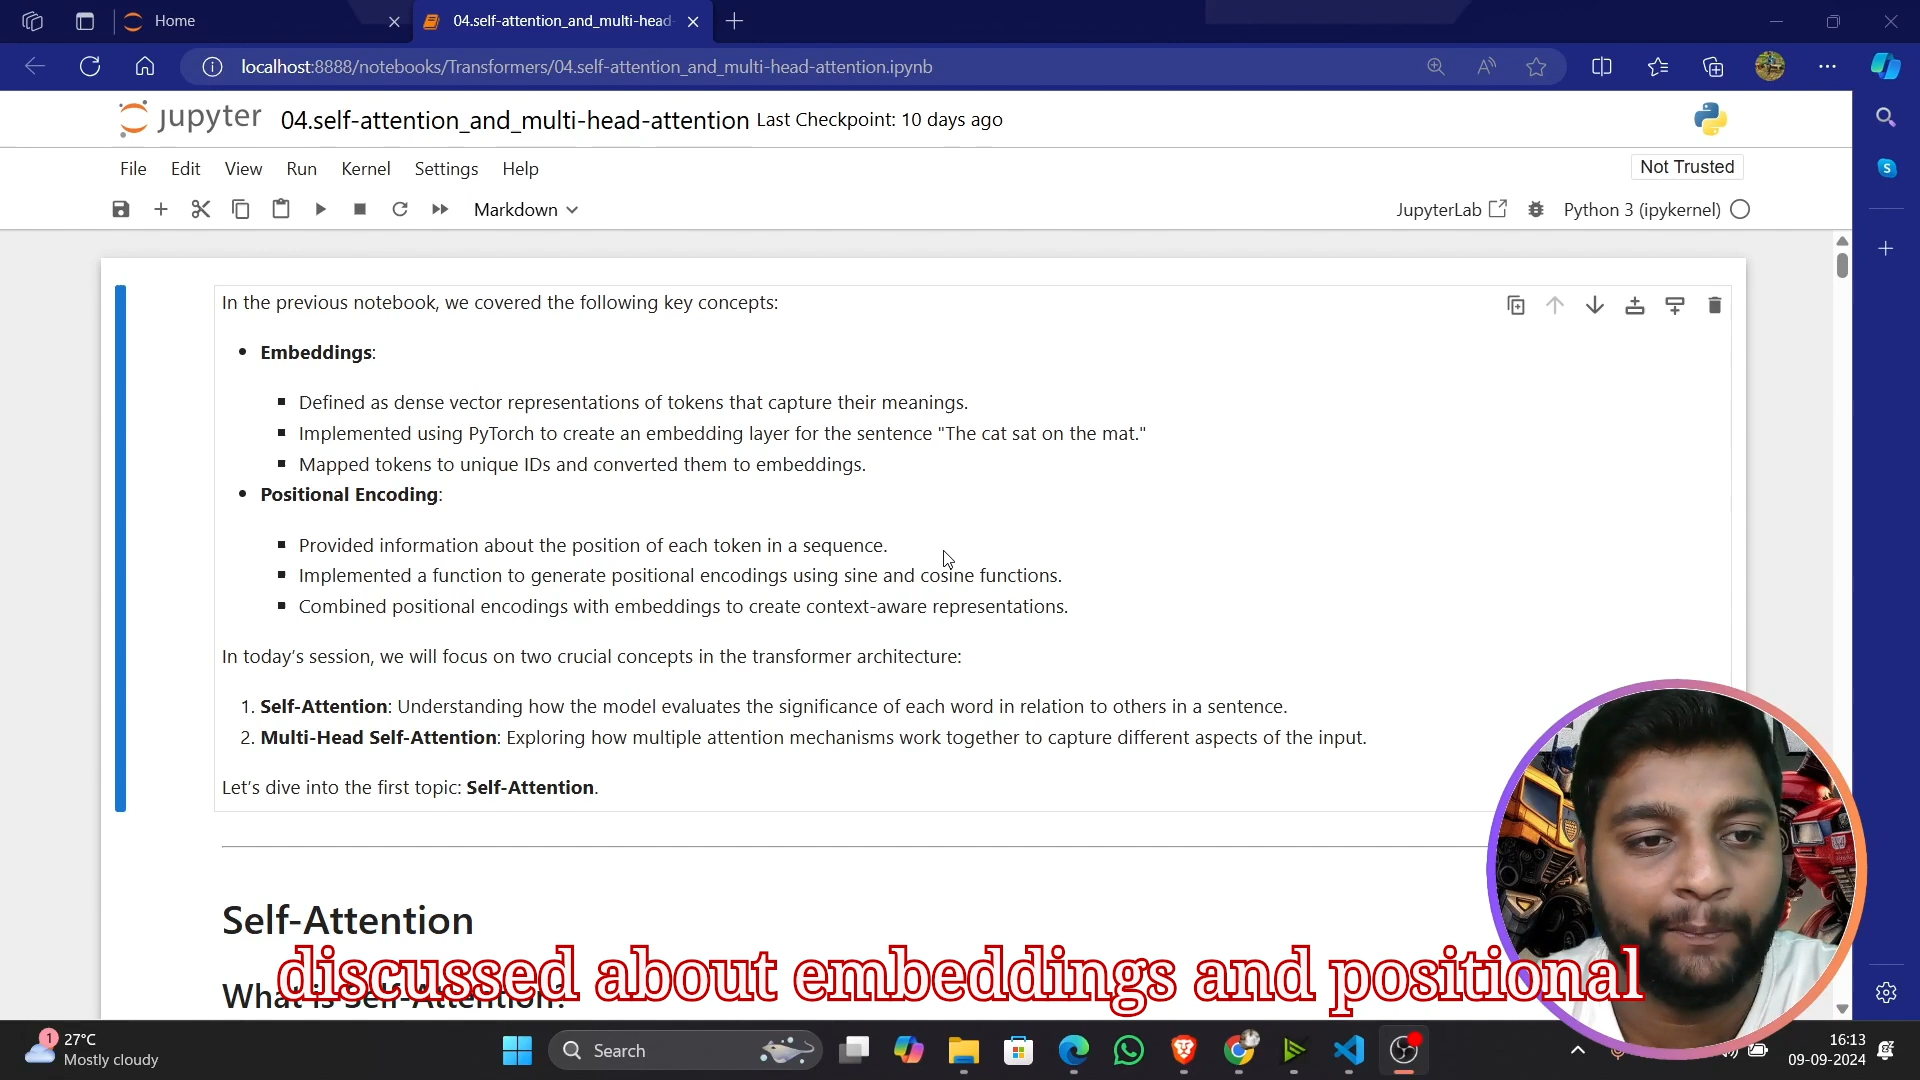 Home
04.self-attention_and_multi-head-
localhost:8888/notebooks/Transformers/04.self-attention_and_multi-head-attention.ipynb
jupyter 04.self-attention_and_multi-head-attention Last Checkpoint: 10 days ago
File Edit View Run Kernel Settings Help
Not Trusted
Markdown
JupyterLab
Python 3 (ipykernel)
In the previous notebook, we covered the following key concepts:
• Embeddings:
▪ Defined as dense vector representations of tokens that capture their meanings.
▪ Implemented using PyTorch to create an embedding layer for the sentence "The cat sat on the mat."
▪ Mapped tokens to unique IDs and converted them to embeddings.
• Positional Encoding:
▪ Provided information about the position of each token in a sequence.
▪ Implemented a function to generate positional encodings using sine and cosine functions.
▪ Combined positional encodings with embeddings to create context-aware representations.
In today's session, we will focus on two crucial concepts in the transformer architecture:
1. Self-Attention: Understanding how the model evaluates the significance of each word in relation to others in a sentence.
2. Multi-Head Self-Attention: Exploring how multiple attention mechanisms work together to capture different aspects of the input.
Let's dive into the first topic: Self-Attention.
Self-Attention
What is Self-Attention?
discussed about embeddings and positional
1
27°C
Mostly cloudy
Search
16:13
09-09-2024